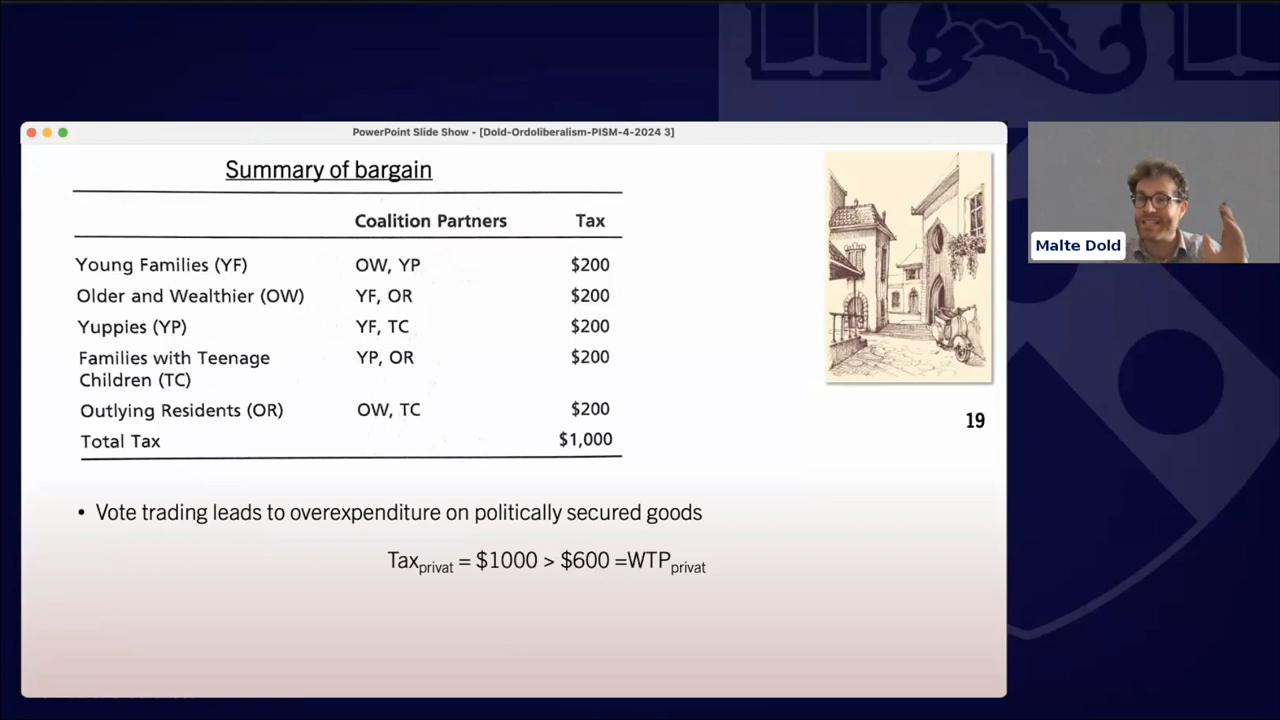 PowerPoint Slide Show - [Dold-Ordoliberalism-PISM-4-2024 3]
Summary of bargain
Coalition Partners Tax
Young Families (YF) OW, YP $200
Older and Wealthier (OW) YF, OR $200
Yuppies (YP) YF, TC $200
Families with Teenage YP, OR $200
Children (TC)
Outlying Residents (OR) OW, TC $200
Total Tax $1,000
19
• Vote trading leads to overexpenditure on politically secured goods
Taxprivat = $1000 > $600 =WTPprivat
Malte Dold